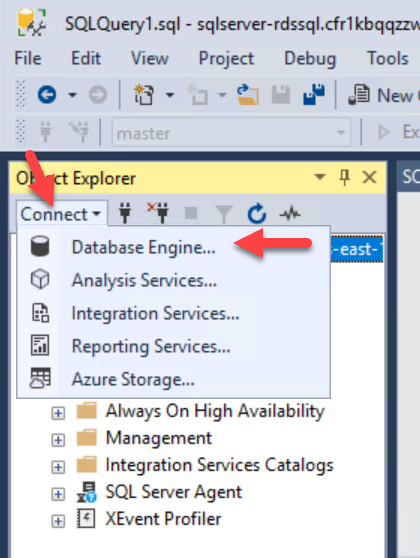 SQLQuery1.sql - sqlserver-rdssql.cfr1kbqqzzw
File Edit View Project Debug Tools
New
master Ex
Object Explorer
Connect
Database Engine...
s-east-1
Analysis Services...
Integration Services...
Reporting Services...
Azure Storage...
Always On High Availability
Management
Integration Services Catalogs
SQL Server Agent
XEvent Profiler